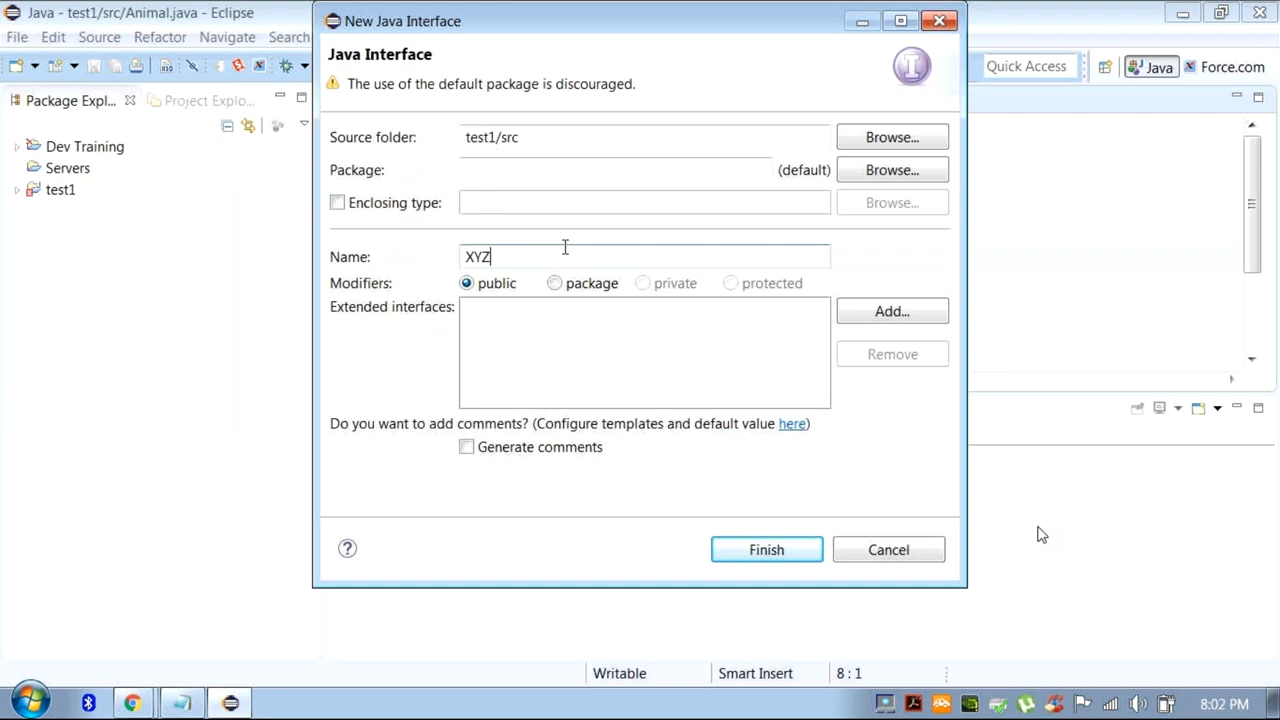 Java - test1/src/Animal.java - Eclipse
New Java Interface
File Edit Source Refactor Navigate Search
Java Interface
The use of the default package is discouraged.
Quick Access
Java
Force.com
Package Expl...
Project Explo...
Dev Training
Servers
test1
Source folder:
test1/src
Browse...
Package:
(default)
Browse...
Enclosing type:
Browse...
Name:
XYZ
Modifiers:
public package private protected
Extended interfaces:
Add...
Remove
Do you want to add comments? (Configure templates and default value here)
Generate comments
Finish
Cancel
Writable
Smart Insert
8 : 1
8:02 PM